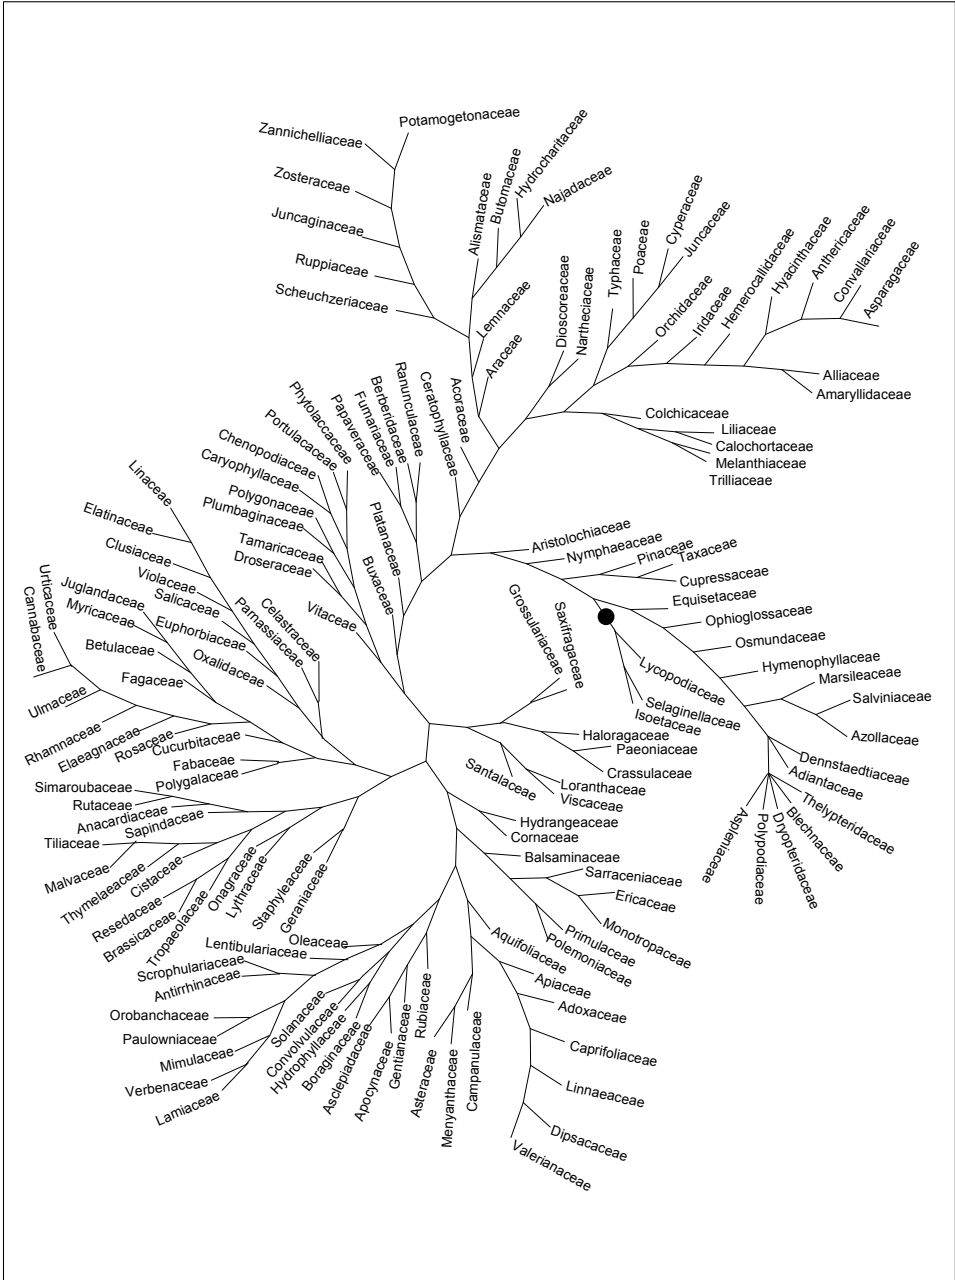 Potamogetonaceae
Zannichelliaceae
Zosteraceae
Juncaginaceae
Ruppiaceae
Scheuchzeriaceae
Alismataceae
Butomaceae
Hydrocharitaceae
Najadaceae
Lemnaceae
Araceae
Dioscoreaceae
Nartheciaceae
Typhaceae
Poaceae
Cyperaceae
Juncaceae
Orchidaceae
Iridaceae
Hemerocallidaceae
Hyacinthaceae
Anthericaceae
Convallariaceae
Asparagaceae
Alliaceae
Amaryllidaceae
Colchicaceae
Liliaceae
Calochortaceae
Melanthiaceae
Trilliaceae
Acoraceae
Ceratophyllaceae
Ranunculaceae
Berberidaceae
Fumariaceae
Papaveraceae
Platanaceae
Buxaceae
Phytolaccaceae
Portulacaceae
Chenopodiaceae
Caryophyllaceae
Polygonaceae
Plumbaginaceae
Tamaricaceae
Droseraceae
Vitaceae
Linaceae
Elatinaceae
Clusiaceae
Violaceae
Salicaceae
Euphorbiaceae
Oxalidaceae
Parnassiaceae
Celastraceae
Urticaceae
Cannabaceae
Juglandaceae
Myricaceae
Betulaceae
Fagaceae
Ulmaceae
Rhamnaceae
Elaeagnaceae
Rosaceae
Cucurbitaceae
Fabaceae
Polygalaceae
Simaroubaceae
Rutaceae
Anacardiaceae
Sapindaceae
Tiliaceae
Malvaceae
Thymelaeaceae
Cistaceae
Resedaceae
Brassicaceae
Tropaeolaceae
Onagraceae
Lythraceae
Staphyleaceae
Geraniaceae
Oleaceae
Lentibulariaceae
Scrophulariaceae
Antirrhinaceae
Orobanchaceae
Paulowniaceae
Mimulaceae
Verbenaceae
Lamiaceae
Solanaceae
Convolvulaceae
Hydrophyllaceae
Boraginaceae
Asclepiadaceae
Apocynaceae
Gentianaceae
Rubiaceae
Asteraceae
Menyanthaceae
Campanulaceae
Valerianaceae
Dipsacaceae
Linnaeaceae
Caprifoliaceae
Adoxaceae
Apiaceae
Aquifoliaceae
Polemoniaceae
Primulaceae
Monotropaceae
Ericaceae
Sarraceniaceae
Balsaminaceae
Cornaceae
Hydrangeaceae
Viscaceae
Loranthaceae
Santalaceae
Crassulaceae
Paeoniaceae
Haloragaceae
Saxifragaceae
Grossulariaceae
Aristolochiaceae
Nymphaeaceae
Pinaceae
Taxaceae
Cupressaceae
Equisetaceae
Ophioglossaceae
Osmundaceae
Hymenophyllaceae
Marsileaceae
Salviniaceae
Azollaceae
Dennstaedtiaceae
Adiantaceae
Thelypteridaceae
Blechnaceae
Dryopteridaceae
Polypodiaceae
Aspleniaceae
Lycopodiaceae
Selaginellaceae
Isoetaceae